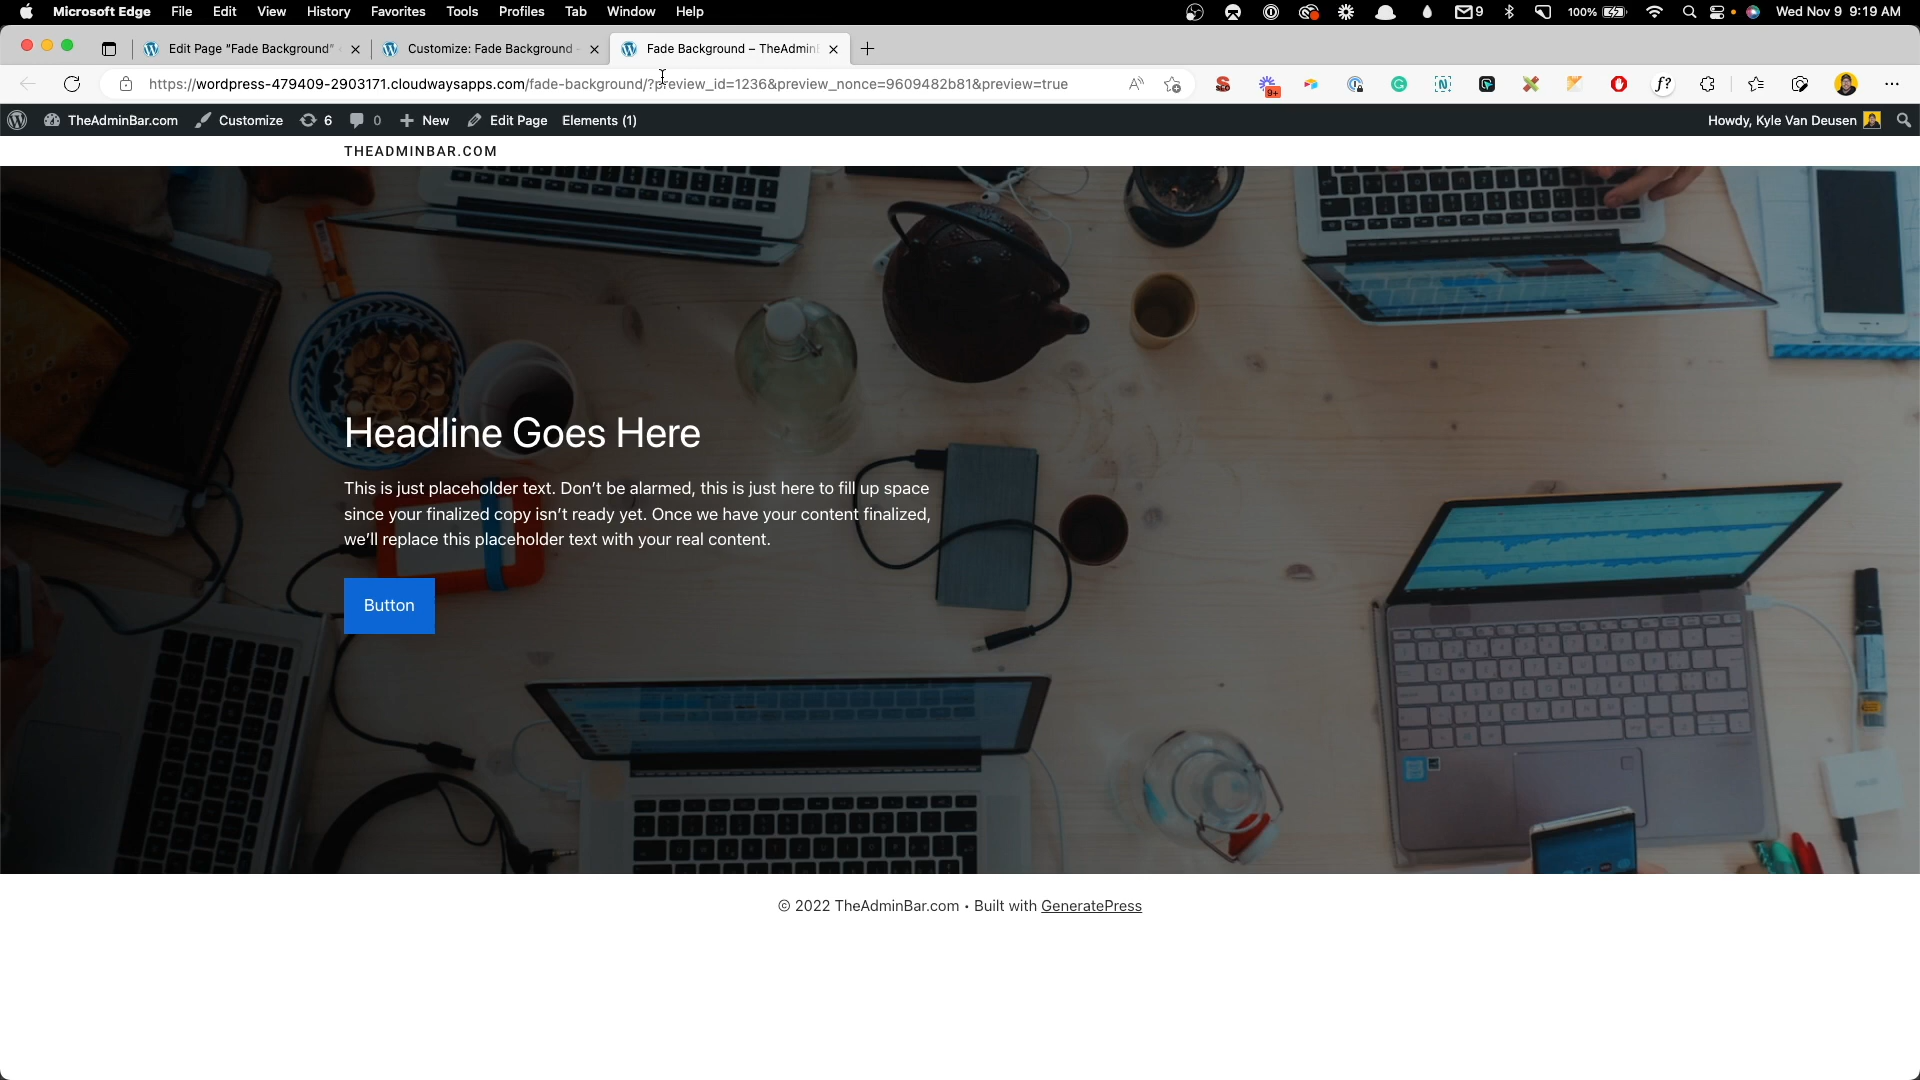 Microsoft Edge File Edit View History Favorites Tools Profiles Tab Window Help 9 100% Wed Nov 9 9:19 AM
Edit Page "Fade Background" Customize: Fade Background - Fade Background – TheAdminB
https://wordpress-479409-2903171.cloudwaysapps.com/fade-background/?preview_id=1236&preview_nonce=9609482b81&preview=true 9+ f?
TheAdminBar.com Customize 6 0 New Edit Page Elements (1) Howdy, Kyle Van Deusen
THEADMINBAR.COM
Headline Goes Here
This is just placeholder text. Don't be alarmed, this is just here to fill up space
since your finalized copy isn't ready yet. Once we have your content finalized,
we'll replace this placeholder text with your real content.
Button
© 2022 TheAdminBar.com • Built with GeneratePress